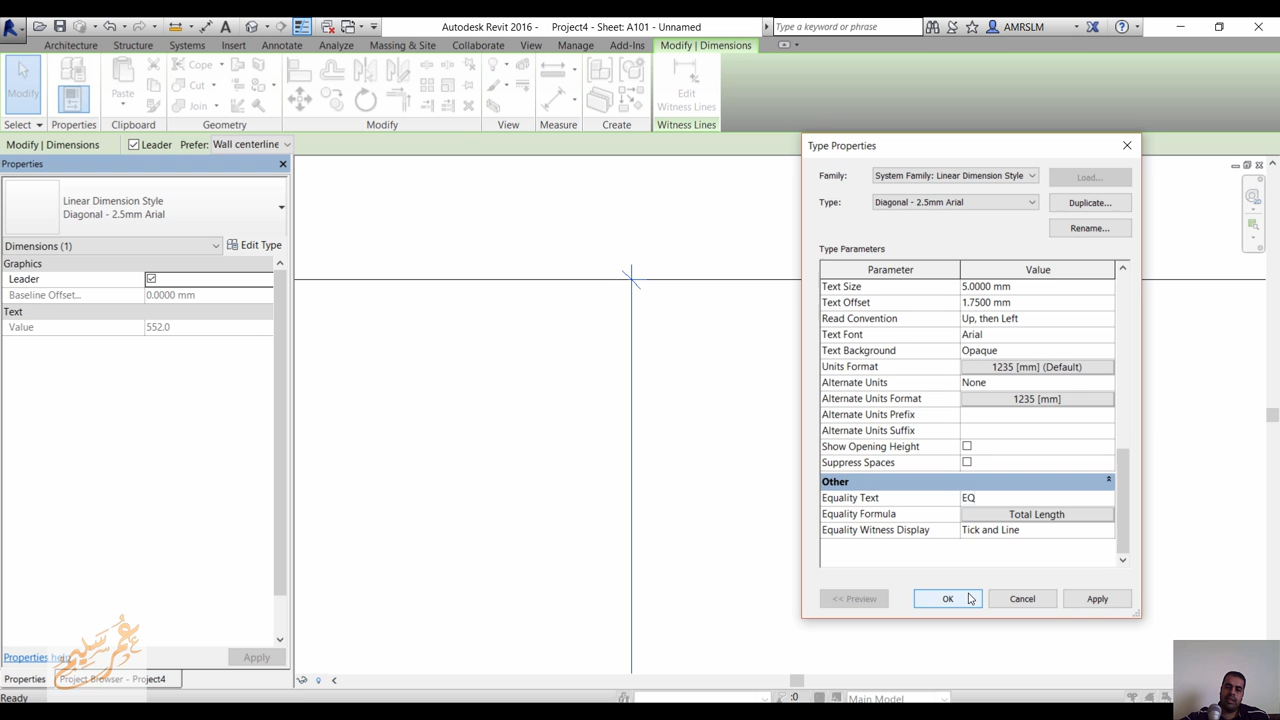 Autodesk Revit 2016 - Project4 - Sheet: A101 - Unnamed
Type a keyword or phrase
AMRSLM
Architecture Structure Systems Insert Annotate Analyze Massing & Site Collaborate View Manage Add-Ins Modify | Dimensions
Modify
Paste
Cope
Cut
Join
Edit
Witness Lines
Select Properties Clipboard Geometry Modify View Measure Create Witness Lines
Modify | Dimensions Leader Prefer: Wall centerline
Properties
Linear Dimension Style
Diagonal - 2.5mm Arial
Dimensions (1) Edit Type
Graphics
Leader
Baseline Offset... 0.0000 mm
Text
Value 552.0
Properties help
Apply
Properties Project Browser - Project4
Ready
:0
Main Model
Type Properties
Family: System Family: Linear Dimension Style Load...
Type: Diagonal - 2.5mm Arial Duplicate...
Rename...
Type Parameters
Parameter Value
Text Size 5.0000 mm
Text Offset 1.7500 mm
Read Convention Up, then Left
Text Font Arial
Text Background Opaque
Units Format 1235 [mm] (Default)
Alternate Units None
Alternate Units Format 1235 [mm]
Alternate Units Prefix
Alternate Units Suffix
Show Opening Height
Suppress Spaces
Other
Equality Text EQ
Equality Formula Total Length
Equality Witness Display Tick and Line
<< Preview OK Cancel Apply
عمر سليم